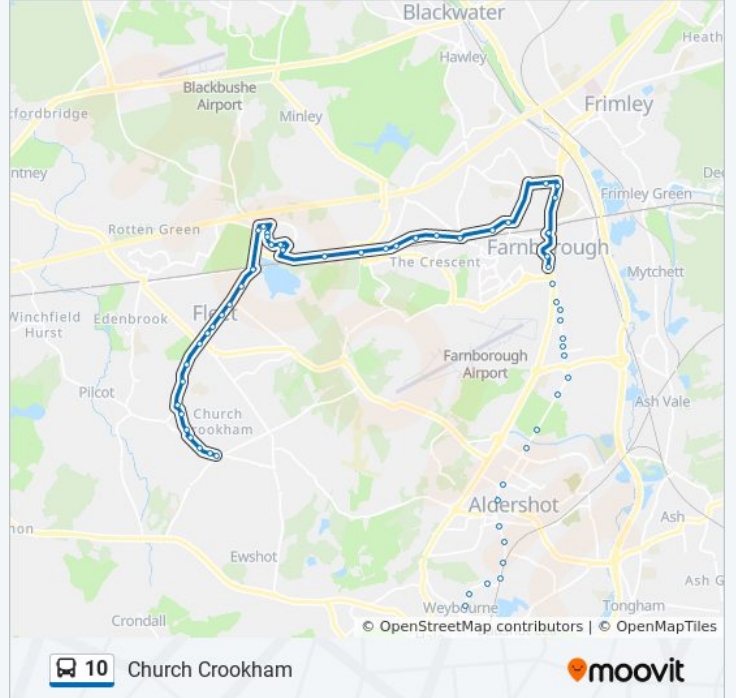 Blackwater
Heath
Hawley
Blackbushe
Airport
Frimley
tfordbridge
Minley
ntney
Dee
Frimley Green
Rotten Green
Farnborough
The Crescent
Mytchett
Winchfield
Hurst
Edenbrook
Fleet
Farnborough
Airport
Pilcot
Ash Vale
Church
Crookham
Aldershot
Ash
non
Ewshot
Ash G
Weybourne
Tongham
Crondall
© OpenStreetMap contributors | © OpenMapTiles
10 Church Crookham
moovit